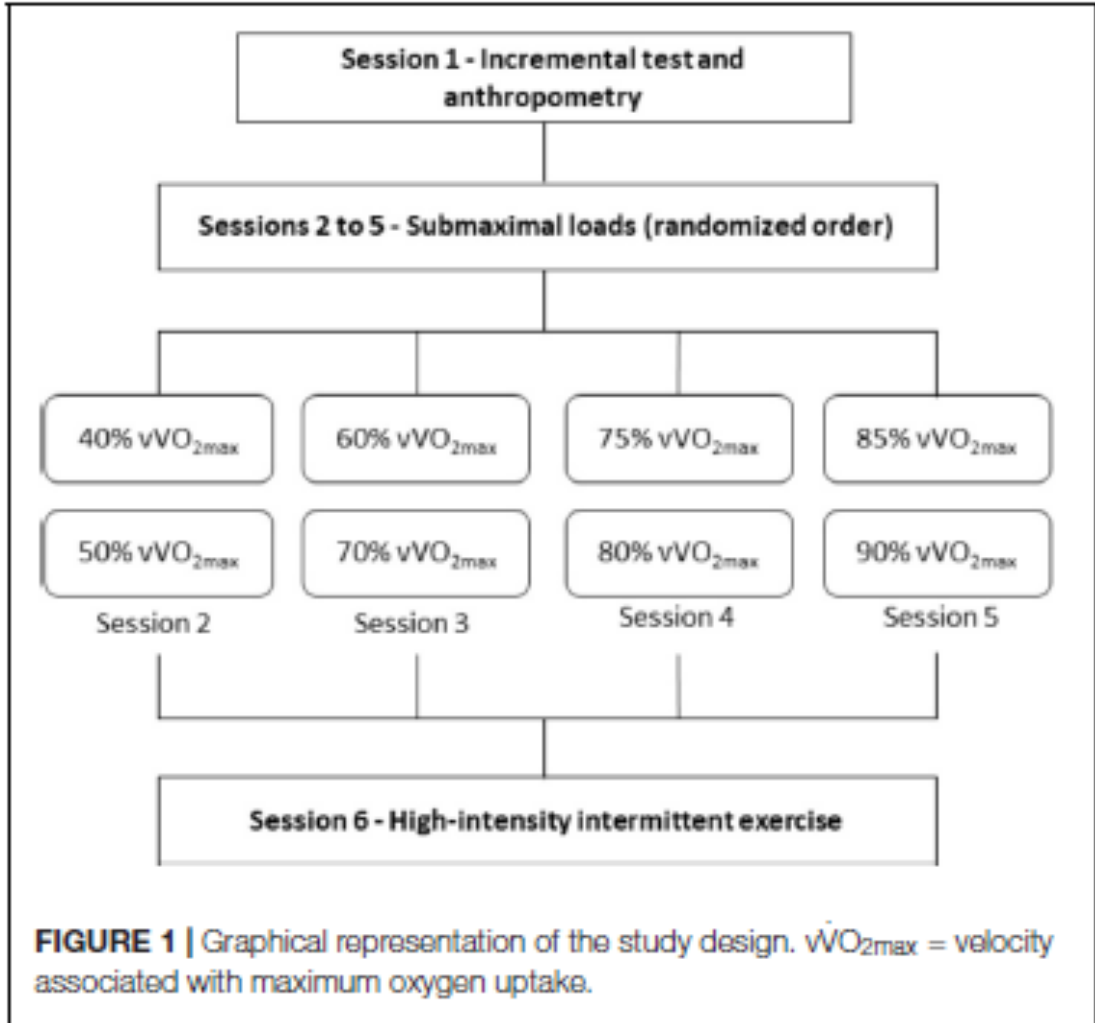 Session 1 - Incremental test and
anthropometry
Sessions 2 to 5 - Submaximal loads (randomized order)
40% vVO₂max
60% vVO₂max
75% vVO₂max
85% vVO₂max
50% vVO₂max
70% vVO₂max
80% vVO₂max
90% vVO₂max
Session 2
Session 3
Session 4
Session 5
Session 6 - High-intensity intermittent exercise
FIGURE 1 | Graphical representation of the study design. vV̇O₂max = velocity
associated with maximum oxygen uptake.